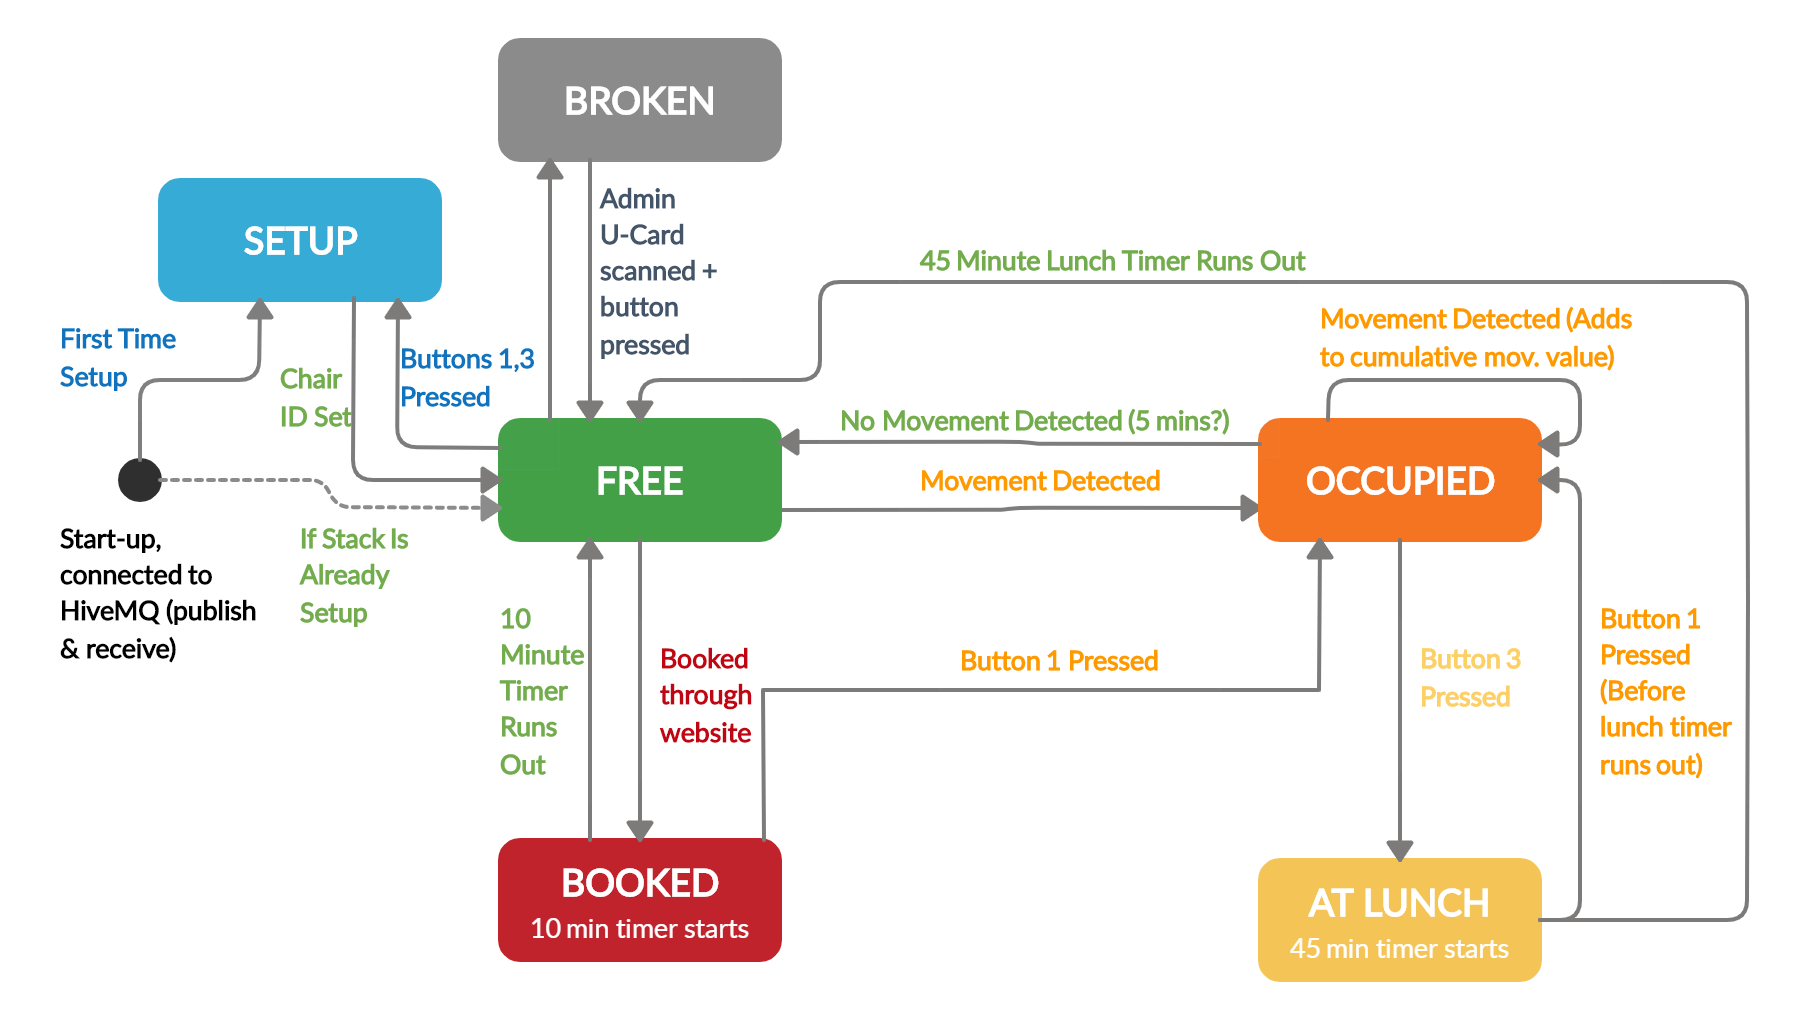 BROKEN
SETUP
Admin
U-Card
scanned +
button
pressed
45 Minute Lunch Timer Runs Out
First Time
Setup
Chair
ID Set
Buttons 1,3
Pressed
Movement Detected (Adds
to cumulative mov. value)
No Movement Detected (5 mins?)
FREE
Movement Detected
OCCUPIED
Start-up,
connected to
HiveMQ (publish
& receive)
If Stack Is
Already
Setup
10
Minute
Timer
Runs
Out
Booked
through
website
Button 1 Pressed
Button 3
Pressed
Button 1
Pressed
(Before
lunch timer
runs out)
BOOKED
10 min timer starts
AT LUNCH
45 min timer starts